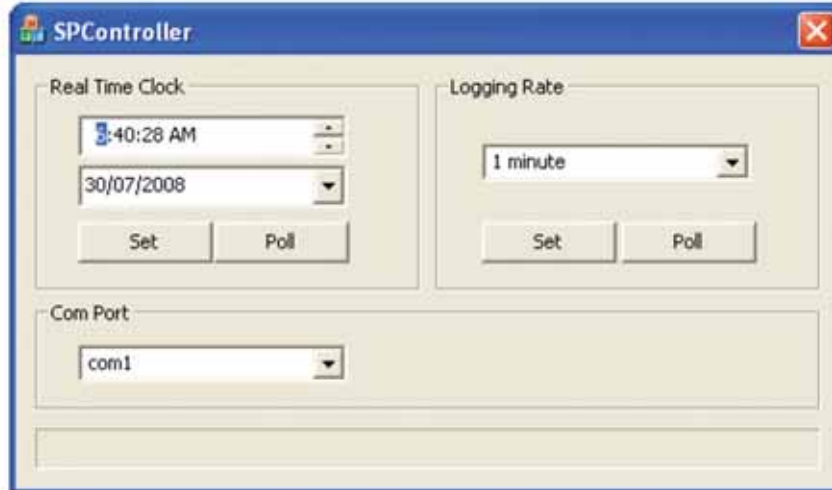 SPController
Real Time Clock
6:40:28 AM
30/07/2008
Set Poll
Logging Rate
1 minute
Set Poll
Com Port
com1